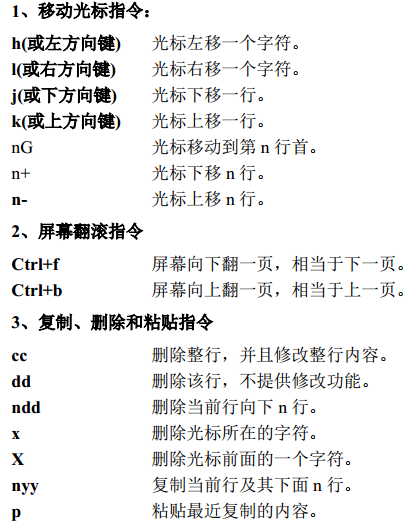 1、移动光标指令：
h(或左方向键) 光标左移一个字符。
l(或右方向键) 光标右移一个字符。
j(或下方向键) 光标下移一行。
k(或上方向键) 光标上移一行。
nG 光标移动到第 n 行首。
n+ 光标下移 n 行。
n- 光标上移 n 行。
2、屏幕翻滚指令
Ctrl+f 屏幕向下翻一页，相当于下一页。
Ctrl+b 屏幕向上翻一页，相当于上一页。
3、复制、删除和粘贴指令
cc 删除整行，并且修改整行内容。
dd 删除该行，不提供修改功能。
ndd 删除当前行向下 n 行。
x 删除光标所在的字符。
X 删除光标前面的一个字符。
nyy 复制当前行及其下面 n 行。
p 粘贴最近复制的内容。